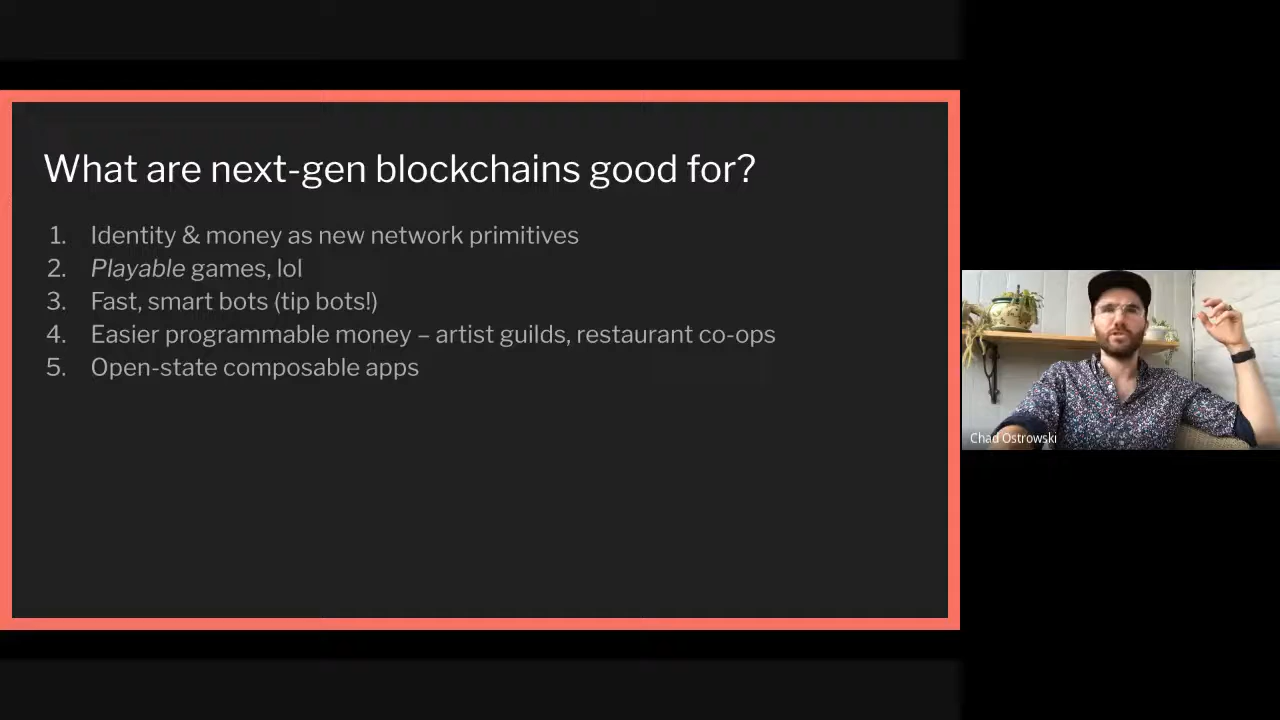 What are next-gen blockchains good for?
1. Identity & money as new network primitives
2. Playable games, lol
3. Fast, smart bots (tip bots!)
4. Easier programmable money – artist guilds, restaurant co-ops
5. Open-state composable apps
Chad Ostrowski